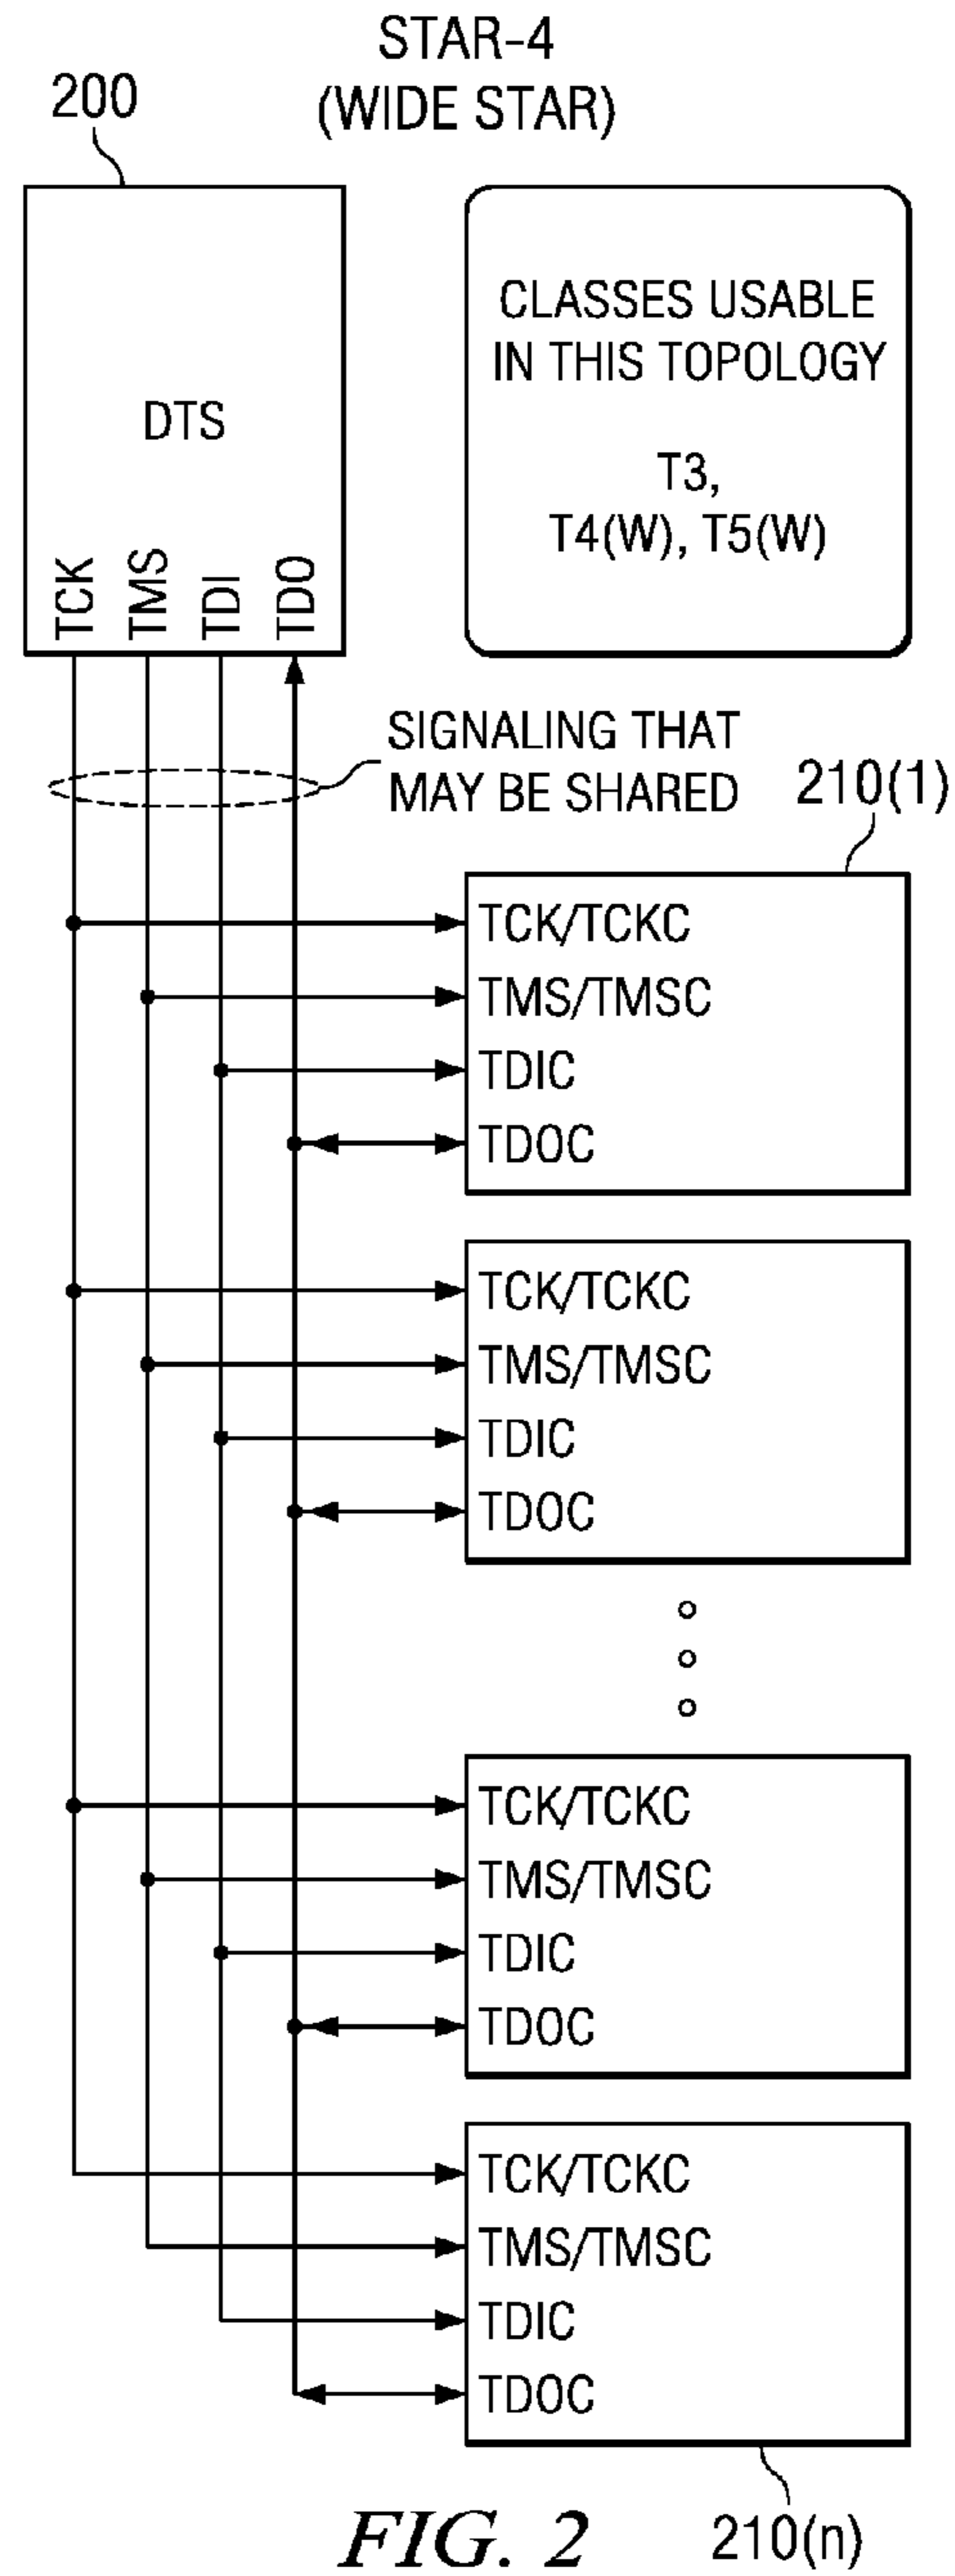 STAR-4
(WIDE STAR)
200
DTS
TCK
TMS
TDI
TDO
CLASSES USABLE
IN THIS TOPOLOGY
T3,
T4(W), T5(W)
SIGNALING THAT
MAY BE SHARED
210(1)
TCK/TCKC
TMS/TMSC
TDIC
TDOC
TCK/TCKC
TMS/TMSC
TDIC
TDOC
TCK/TCKC
TMS/TMSC
TDIC
TDOC
TCK/TCKC
TMS/TMSC
TDIC
TDOC
210(n)
FIG. 2